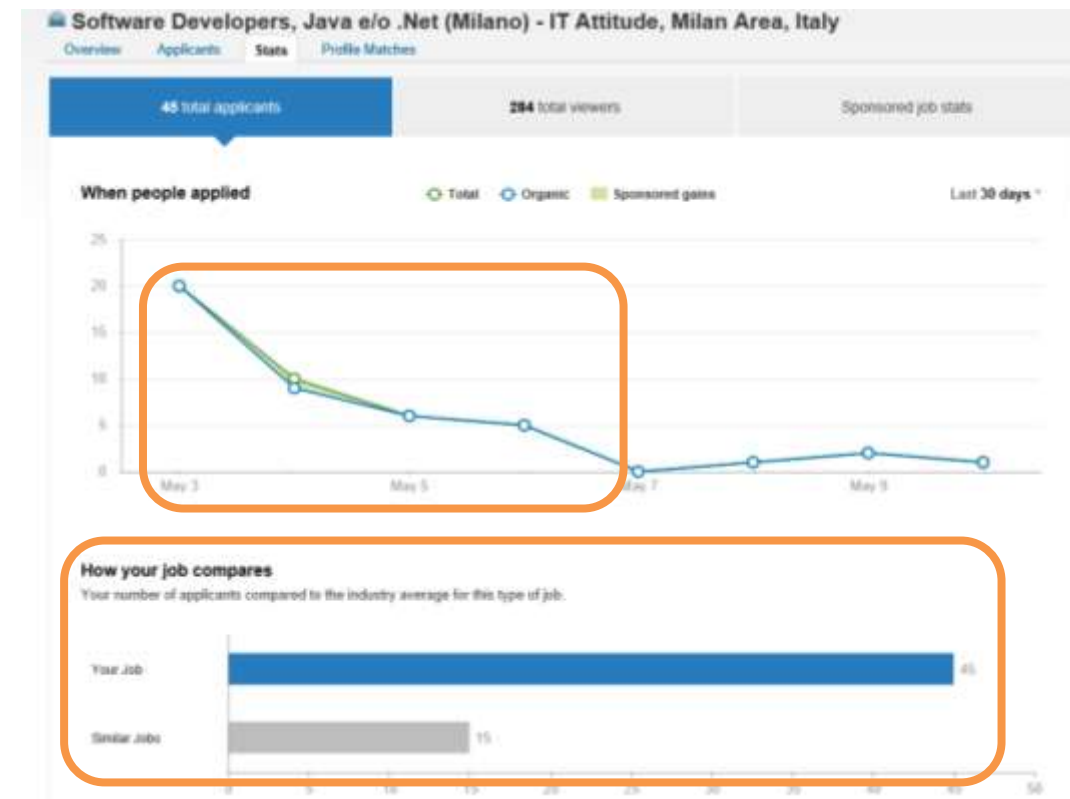 Software Developers, Java e/o .Net (Milano) - IT Attitude, Milan Area, Italy
Overview Applicants Stats Profile Matches
45 total applicants 284 total viewers Sponsored job stats
When people applied Total Organic Sponsored gains Last 30 days
25
20
15
10
5
0
May 3 May 5 May 7 May 9
How your job compares
Your number of applicants compared to the industry average for this type of job.
Your Job 45
Similar Jobs 15
0 5 10 15 20 25 30 35 40 45 50